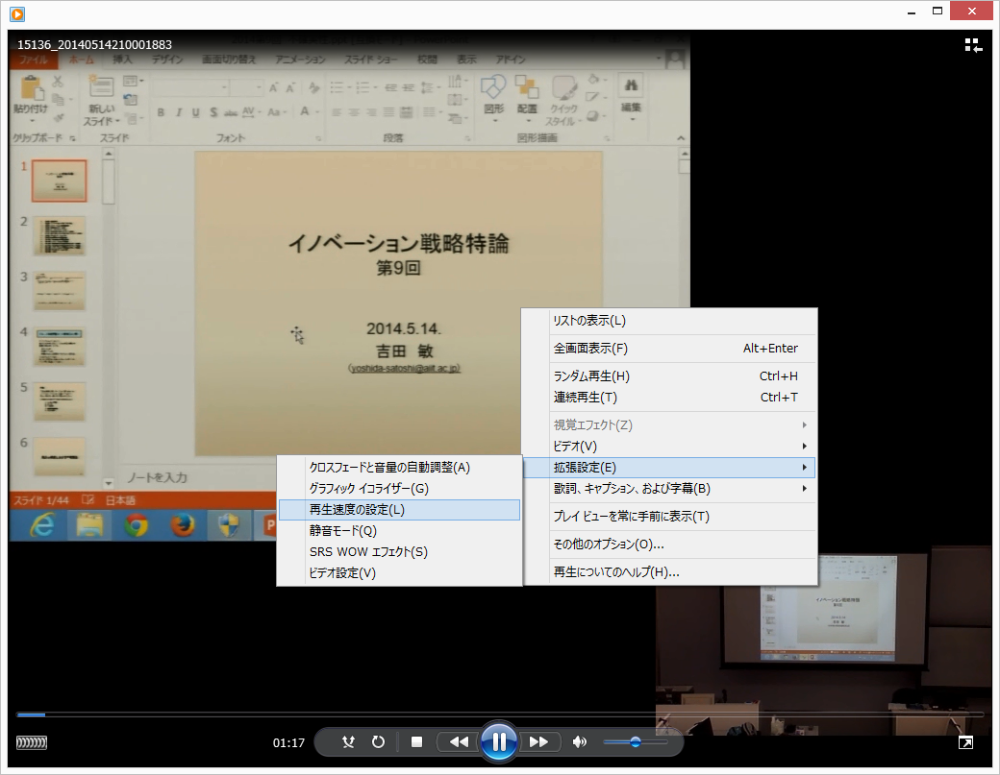 15136_20140514210001883
ファイル ホーム 挿入 デザイン 画面切り替え アニメーション スライド ショー 校閲 表示 アドイン
貼り付け 新しい スライド 図形 配置 クイック スタイル 編集
B I U S abc AV Aa A
クリップボード スライド フォント 段落 図形描画
1
2
3
4
5
6
イノベーション戦略特論
第9回
2014.5.14.
吉田 敏
(yoshida-satoshi@aiit.ac.jp)
ノートを入力
スライド 1/44 日本語
リストの表示(L)
全画面表示(F) Alt+Enter
ランダム再生(H) Ctrl+H
連続再生(T) Ctrl+T
視覚エフェクト(Z)
ビデオ(V)
拡張設定(E)
歌詞、キャプション、および字幕(B)
プレイ ビューを常に手前に表示(T)
その他のオプション(O)...
再生についてのヘルプ(H)...
クロスフェードと音量の自動調整(A)
グラフィック イコライザー(G)
再生速度の設定(L)
静音モード(Q)
SRS WOW エフェクト(S)
ビデオ設定(V)
イノベーション戦略特論
第9回
01:17